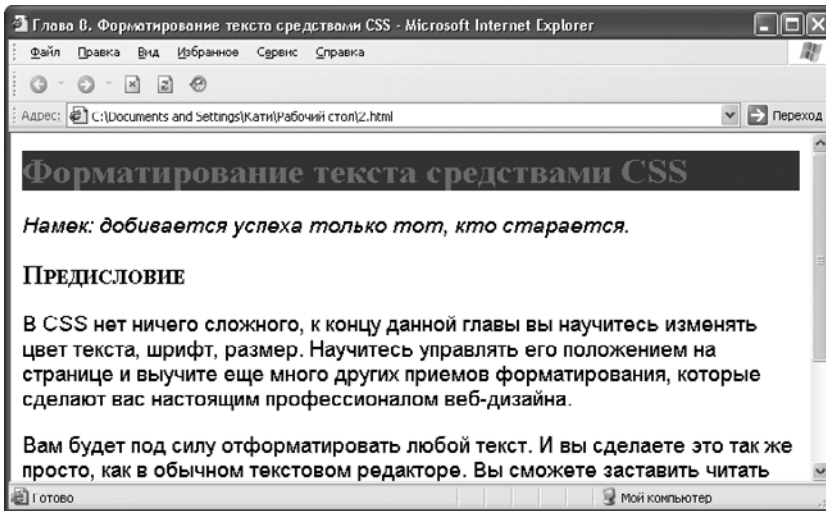 Глава 8. Форматирование текста средствами CSS - Microsoft Internet Explorer
Файл Правка Вид Избранное Сервис Справка
Адрес: C:\Documents and Settings\Кати\Рабочий стол\2.html Переход
Форматирование текста средствами CSS
Намек: добивается успеха только тот, кто старается.
Предисловие
В CSS нет ничего сложного, к концу данной главы вы научитесь изменять
цвет текста, шрифт, размер. Научитесь управлять его положением на
странице и выучите еще много других приемов форматирования, которые
сделают вас настоящим профессионалом веб-дизайна.
Вам будет под силу отформатировать любой текст. И вы сделаете это так же
просто, как в обычном текстовом редакторе. Вы сможете заставить читать
Готово Мой компьютер